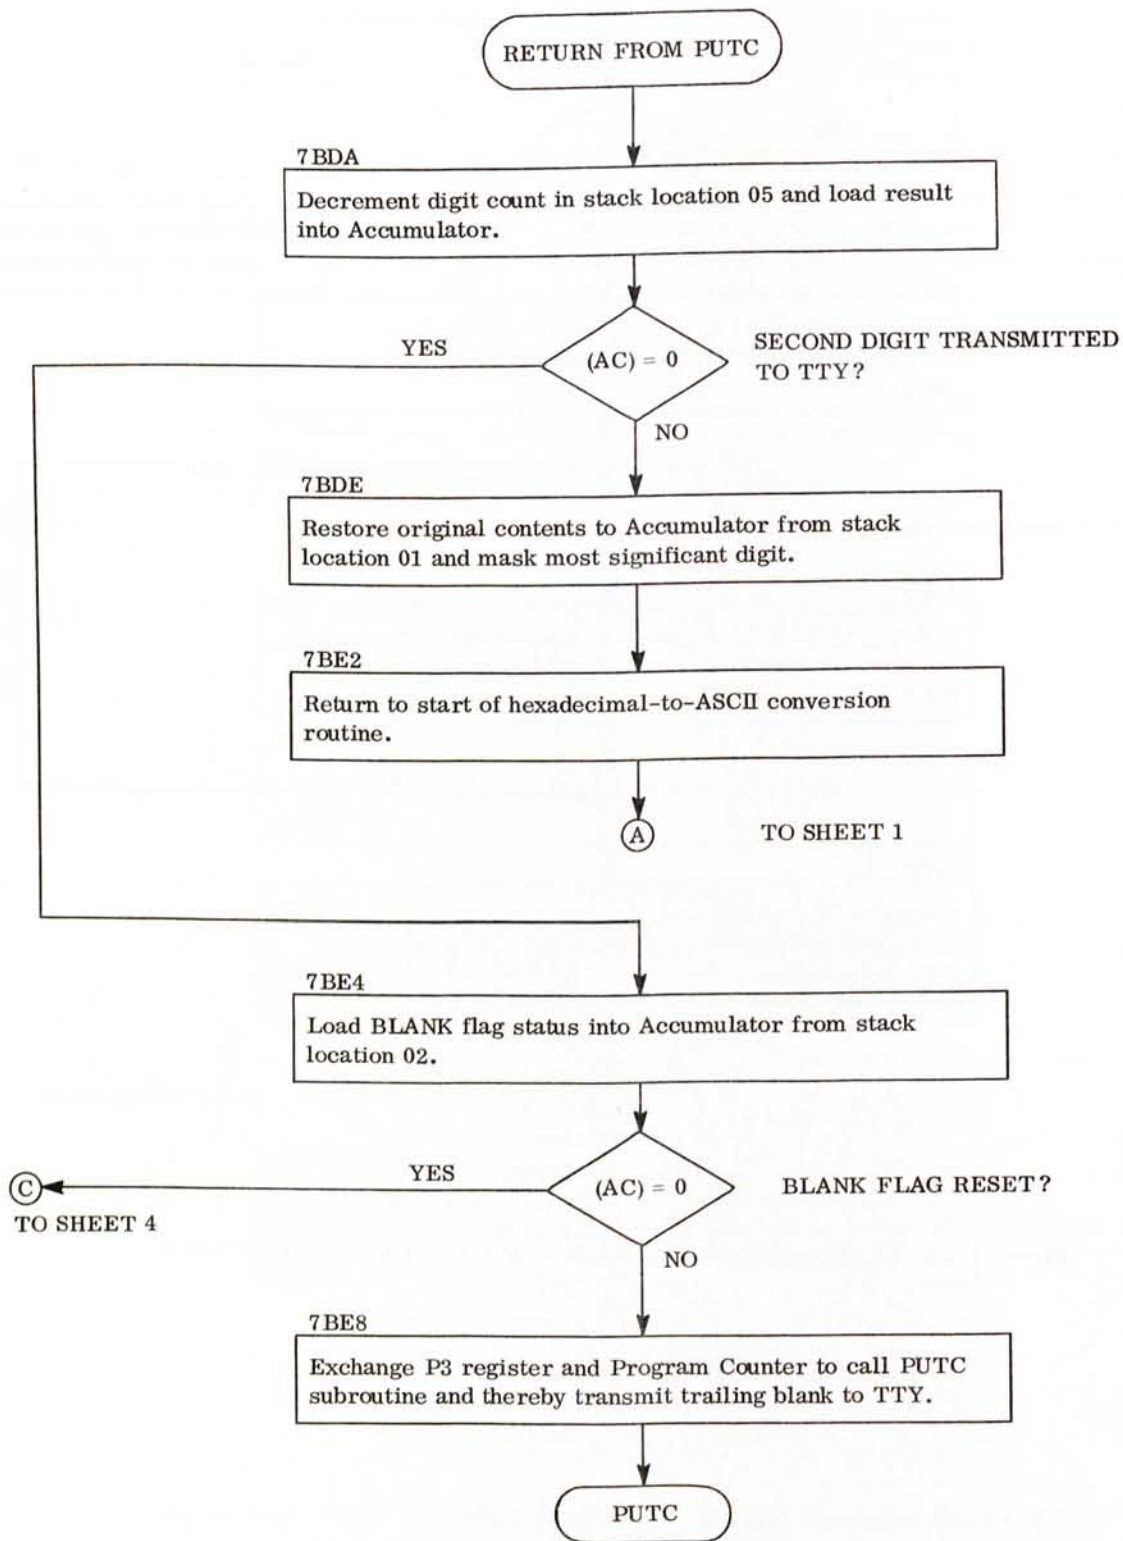 RETURN FROM PUTC
7BDA
Decrement digit count in stack location 05 and load result
into Accumulator.
YES
(AC) = 0
SECOND DIGIT TRANSMITTED
TO TTY?
NO
7BDE
Restore original contents to Accumulator from stack
location 01 and mask most significant digit.
7BE2
Return to start of hexadecimal-to-ASCII conversion
routine.
A
TO SHEET 1
7BE4
Load BLANK flag status into Accumulator from stack
location 02.
C
YES
(AC) = 0
BLANK FLAG RESET?
TO SHEET 4
NO
7BE8
Exchange P3 register and Program Counter to call PUTC
subroutine and thereby transmit trailing blank to TTY.
PUTC